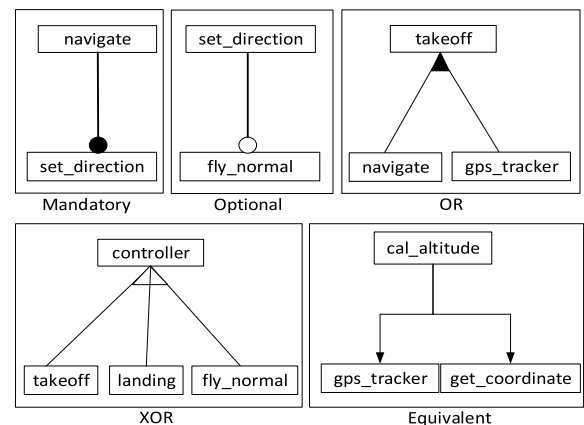 navigate
set_direction
Mandatory
set_direction
fly_normal
Optional
takeoff
navigate
gps_tracker
OR
controller
takeoff
landing
fly_normal
XOR
cal_altitude
gps_tracker
get_coordinate
Equivalent